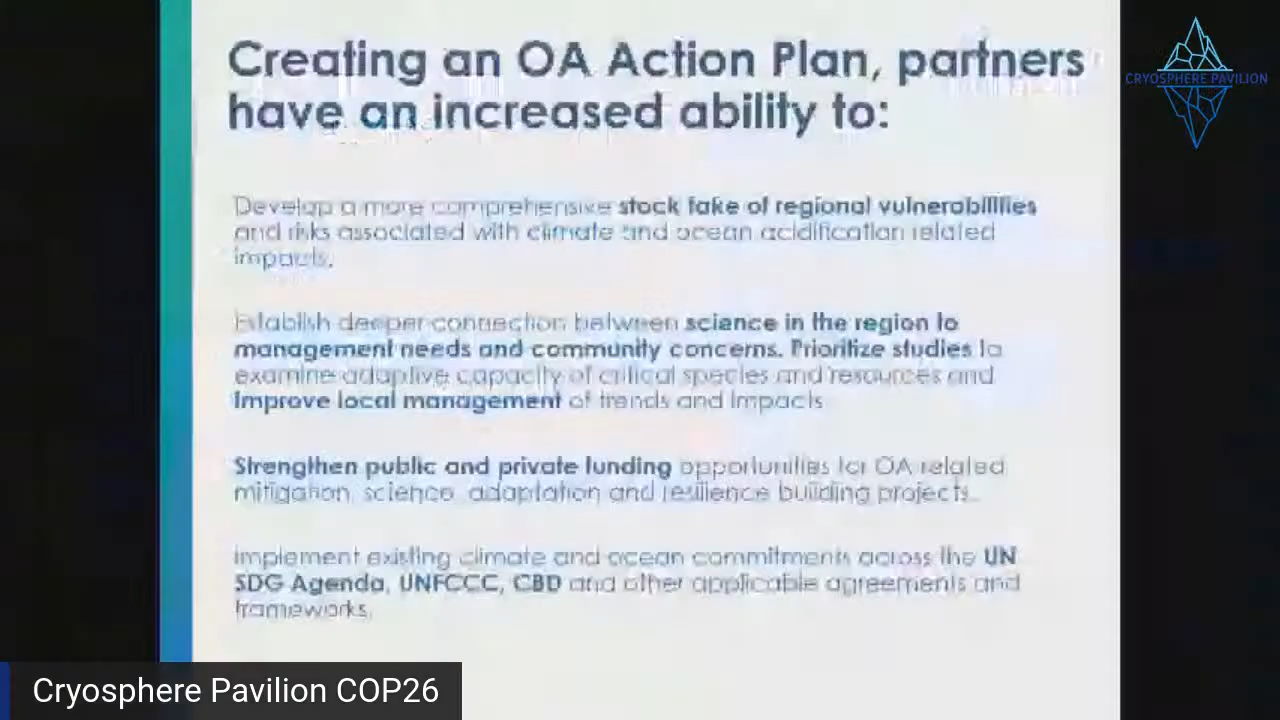 Creating an OA Action Plan, partners
have an increased ability to:
CRYOSPHERE PAVILION
Develop a more comprehensive stock take of regional vulnerabilities
and risks associated with climate and ocean acidification related
impacts.
Establish deeper connection between science in the region to
management needs and community concerns. Prioritize studies to
examine adaptive capacity of critical species and resources and
improve local management of trends and impacts.
Strengthen public and private funding opportunities for OA related
mitigation, science, adaptation and resilience building projects.
Implement existing climate and ocean commitments across the UN
SDG Agenda, UNFCCC, CBD and other applicable agreements and
frameworks.
Cryosphere Pavilion COP26